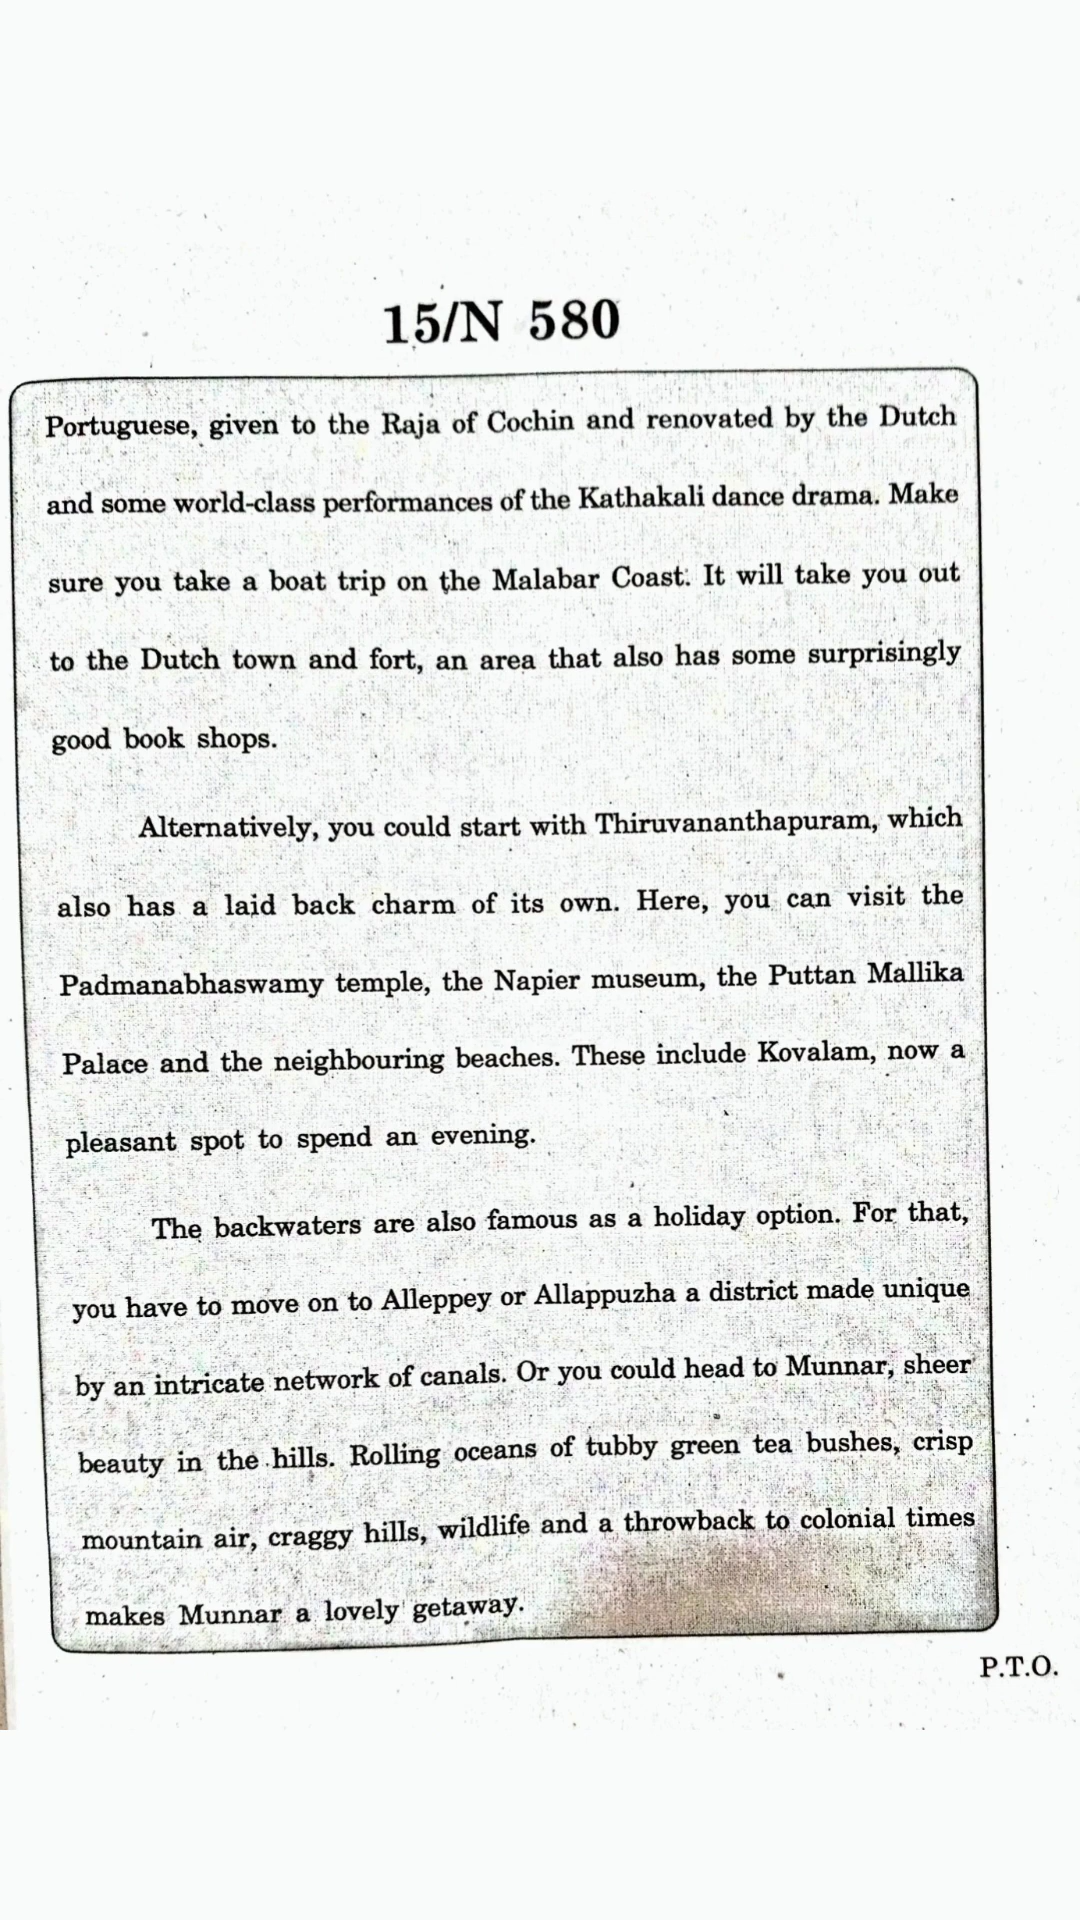 15/N 580
Portuguese, given to the Raja of Cochin and renovated by the Dutch
and some world-class performances of the Kathakali dance drama. Make
sure you take a boat trip on the Malabar Coast. It will take you out
to the Dutch town and fort, an area that also has some surprisingly
good book shops.
Alternatively, you could start with Thiruvananthapuram, which
also has a laid back charm of its own. Here, you can visit the
Padmanabhaswamy temple, the Napier museum, the Puttan Mallika
Palace and the neighbouring beaches. These include Kovalam, now a
pleasant spot to spend an evening.
The backwaters are also famous as a holiday option. For that,
you have to move on to Alleppey or Allappuzha a district made unique
by an intricate network of canals. Or you could head to Munnar, sheer
beauty in the hills. Rolling oceans of tubby green tea bushes, crisp
mountain air, craggy hills, wildlife and a throwback to colonial times
makes Munnar a lovely getaway.
P.T.O.